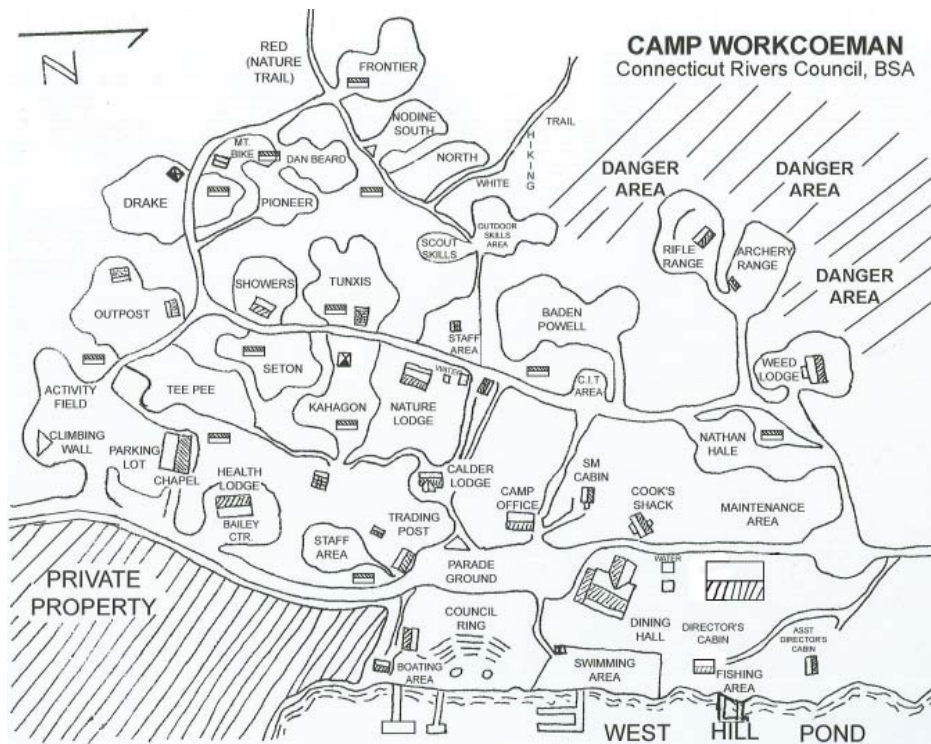 N
CAMP WORKCOEMAN
Connecticut Rivers Council, BSA
RED
(NATURE
TRAIL)
FRONTIER
NODINE
SOUTH
NORTH
TRAIL
HIKING
WHITE
MT.
BIKE
DAN BEARD
PIONEER
DRAKE
DANGER
AREA
DANGER
AREA
DANGER
AREA
OUTDOOR
SKILLS
AREA
SCOUT
SKILLS
RIFLE
RANGE
ARCHERY
RANGE
SHOWERS
TUNXIS
OUTPOST
STAFF
AREA
BADEN
POWELL
WEED
LODGE
SETON
WATER
C.I.T
AREA
ACTIVITY
FIELD
TEE PEE
KAHAGON
NATURE
LODGE
NATHAN
HALE
CLIMBING
WALL
PARKING
LOT
CHAPEL
HEALTH
LODGE
BAILEY
CTR.
CALDER
LODGE
CAMP
OFFICE
SM
CABIN
COOK'S
SHACK
MAINTENANCE
AREA
TRADING
POST
STAFF
AREA
PARADE
GROUND
WATER
PRIVATE
PROPERTY
COUNCIL
RING
DINING
HALL
DIRECTOR'S
CABIN
ASST
DIRECTOR'S
CABIN
BOATING
AREA
SWIMMING
AREA
FISHING
AREA
WEST HILL POND